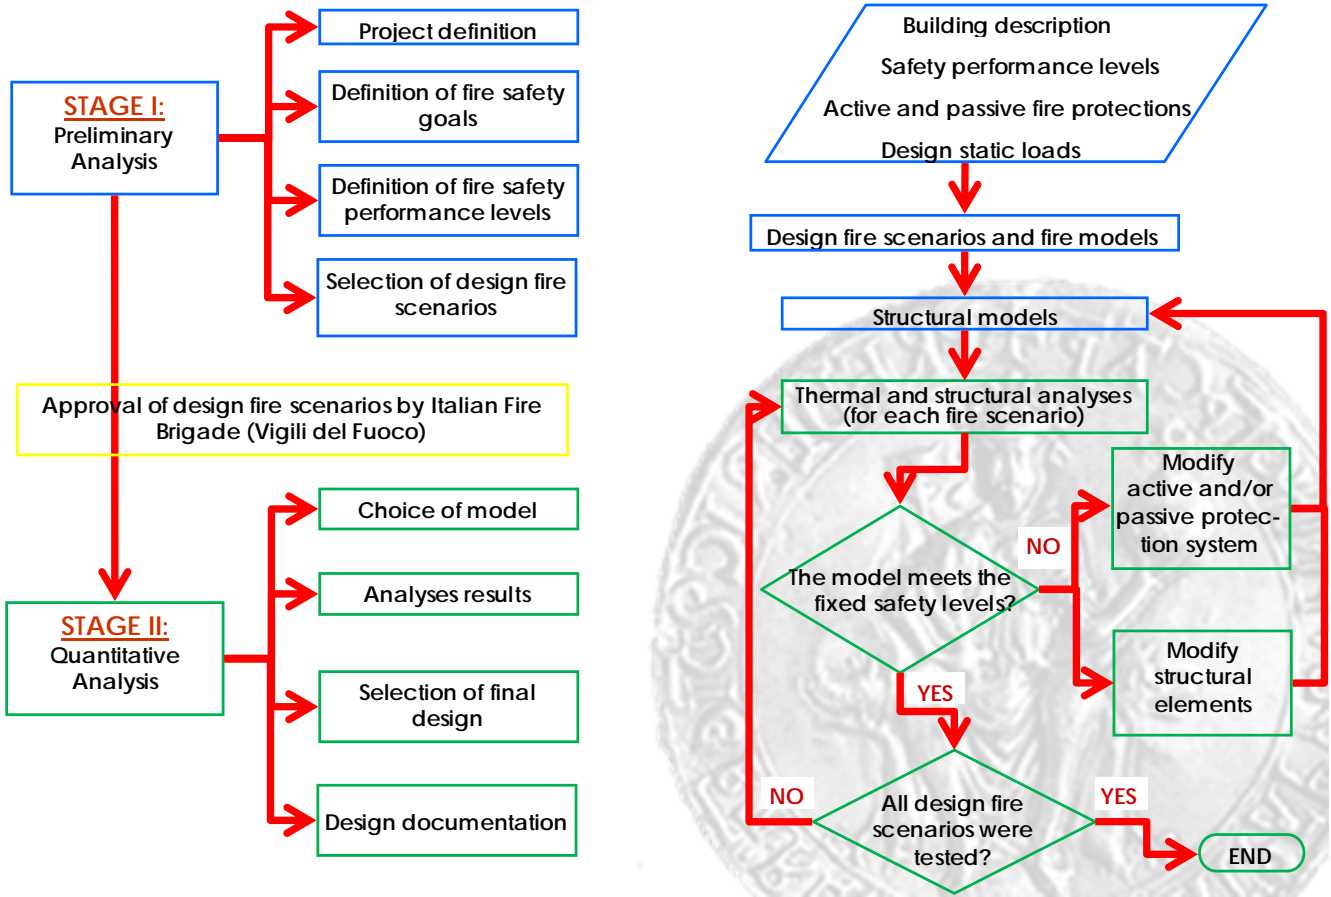 Project definition
STAGE I:
Preliminary
Analysis
Definition of fire safety
goals
Definition of fire safety
performance levels
Selection of design fire
scenarios
Approval of design fire scenarios by Italian Fire
Brigade (Vigili del Fuoco)
Choice of model
STAGE II:
Quantitative
Analysis
Analyses results
Selection of final
design
Design documentation
Building description
Safety performance levels
Active and passive fire protections
Design static loads
Design fire scenarios and fire models
Structural models
Thermal and structural analyses
(for each fire scenario)
The model meets the
fixed safety levels?
NO
Modify
active and/or
passive protec-
tion system
Modify
structural
elements
YES
All design fire
scenarios were
tested?
NO
YES
END